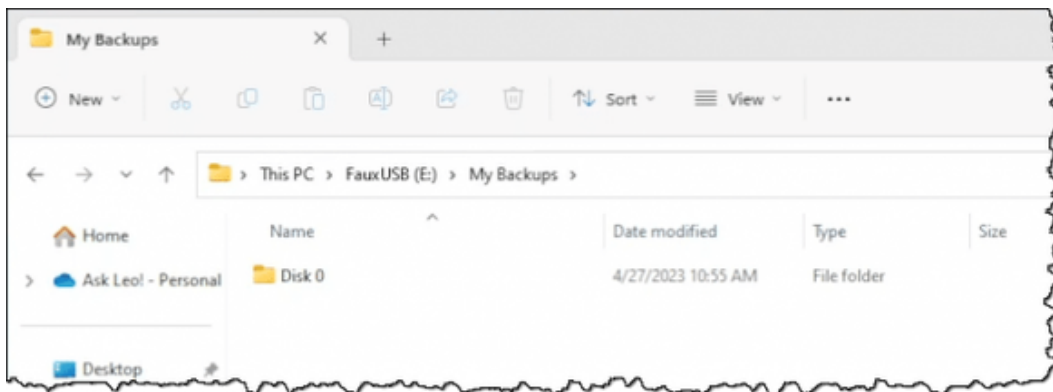 My Backups
New Sort View
This PC > FauxUSB (E:) > My Backups >
Home Name Date modified Type Size
Ask Leo! - Personal Disk 0 4/27/2023 10:55 AM File folder
Desktop